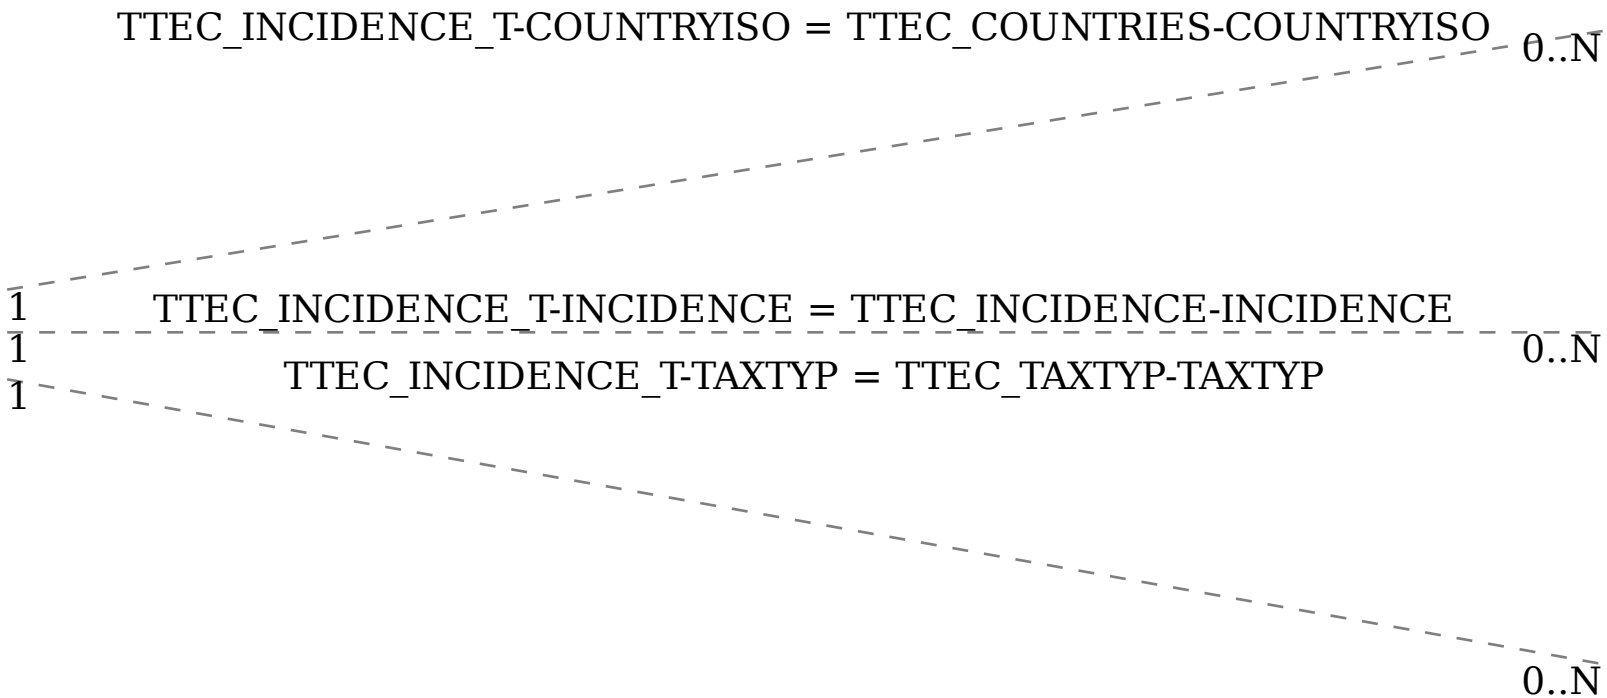 TTEC_INCIDENCE_T-COUNTRYISO = TTEC_COUNTRIES-COUNTRYISO
0..N
1
TTEC_INCIDENCE_T-INCIDENCE = TTEC_INCIDENCE-INCIDENCE
1
0..N
TTEC_INCIDENCE_T-TAXTYP = TTEC_TAXTYP-TAXTYP
1
0..N